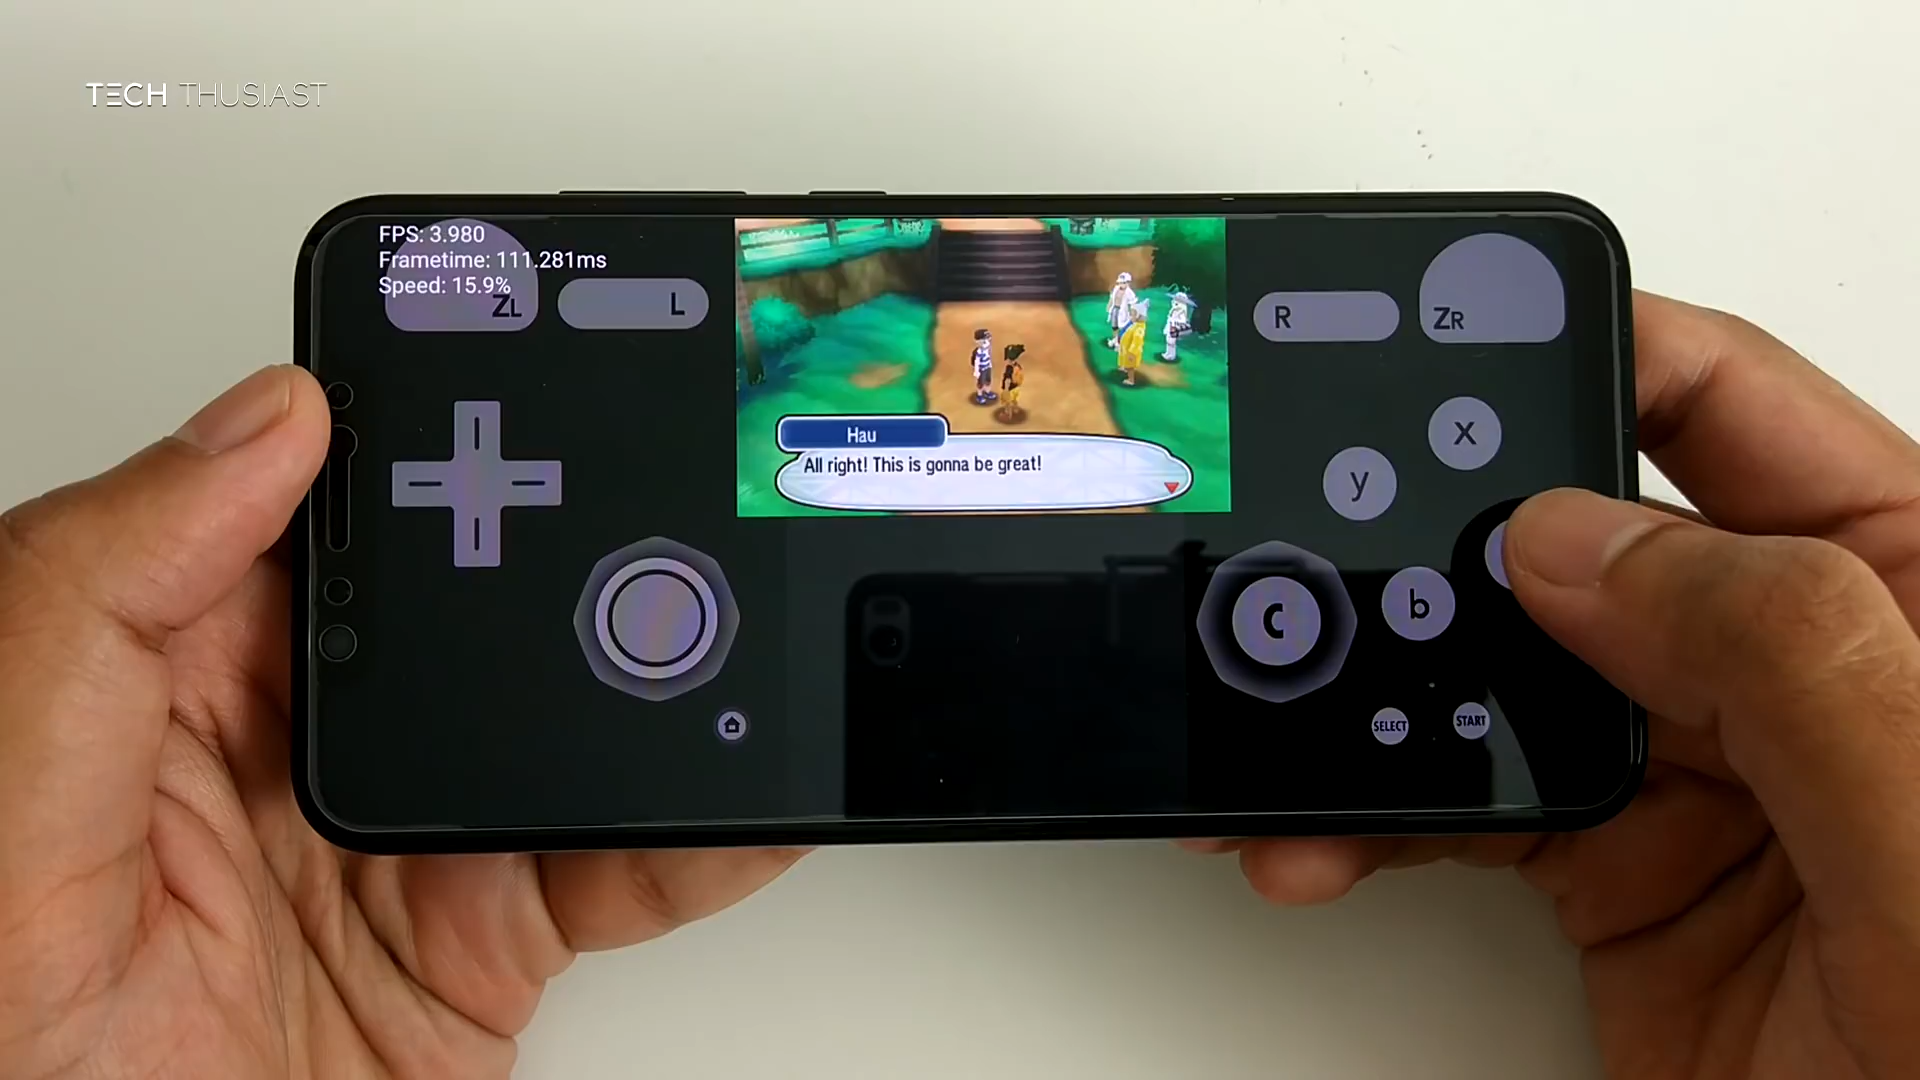 TECH THUSIAST
FPS: 3.980
Frametime: 111.281ms
Speed: 15.9%
ZL
L
R
ZR
Hau
All right! This is gonna be great!
x
y
b
C
SELECT
START